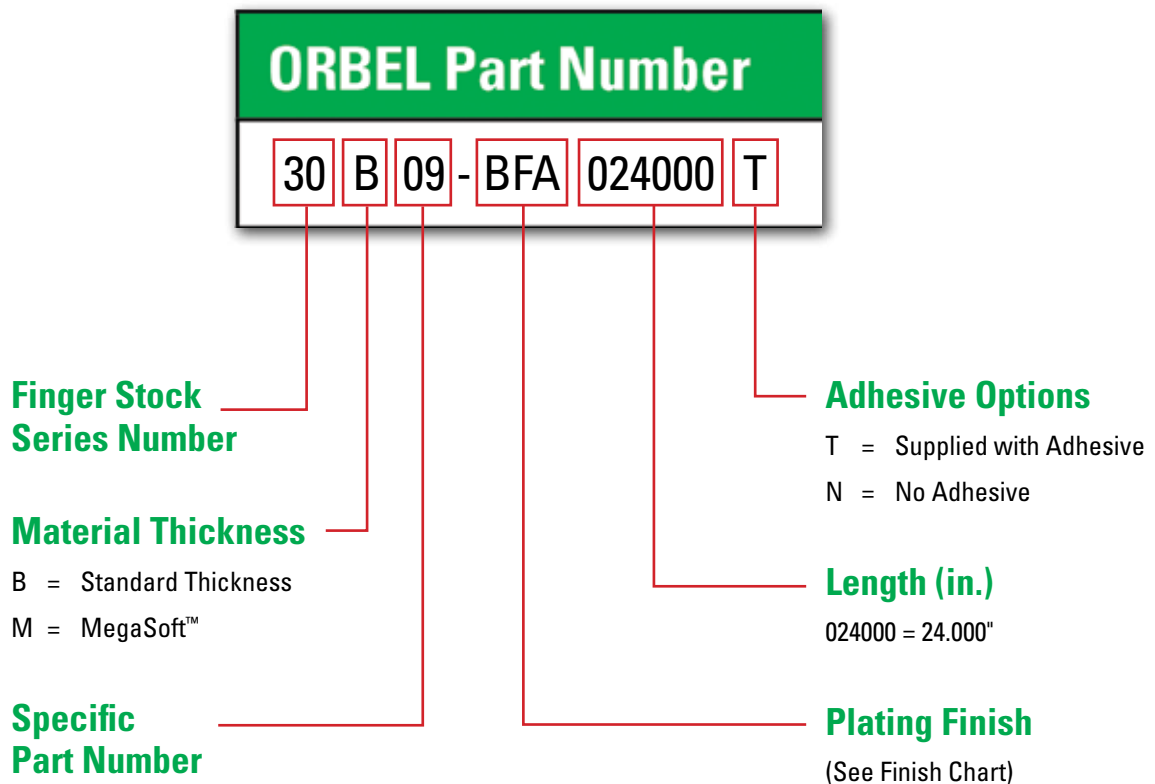 ORBEL Part Number
30 B 09 - BFA 024000 T
Finger Stock
Series Number
Material Thickness
B = Standard Thickness
M = MegaSoft™
Specific
Part Number
Adhesive Options
T = Supplied with Adhesive
N = No Adhesive
Length (in.)
024000 = 24.000"
Plating Finish
(See Finish Chart)